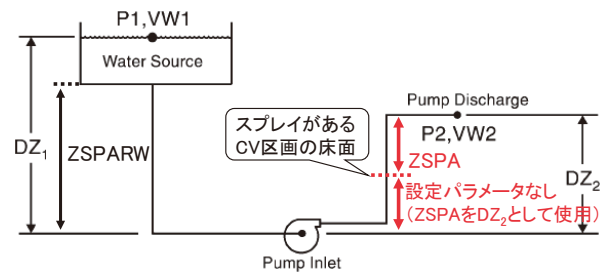 P1,VW1
Water Source
DZ1
ZSPARW
スプレイがある
CV区画の床面
Pump Discharge
P2,VW2
ZSPA
設定パラメータなし
(ZSPAをDZ2として使用)
DZ2
Pump Inlet